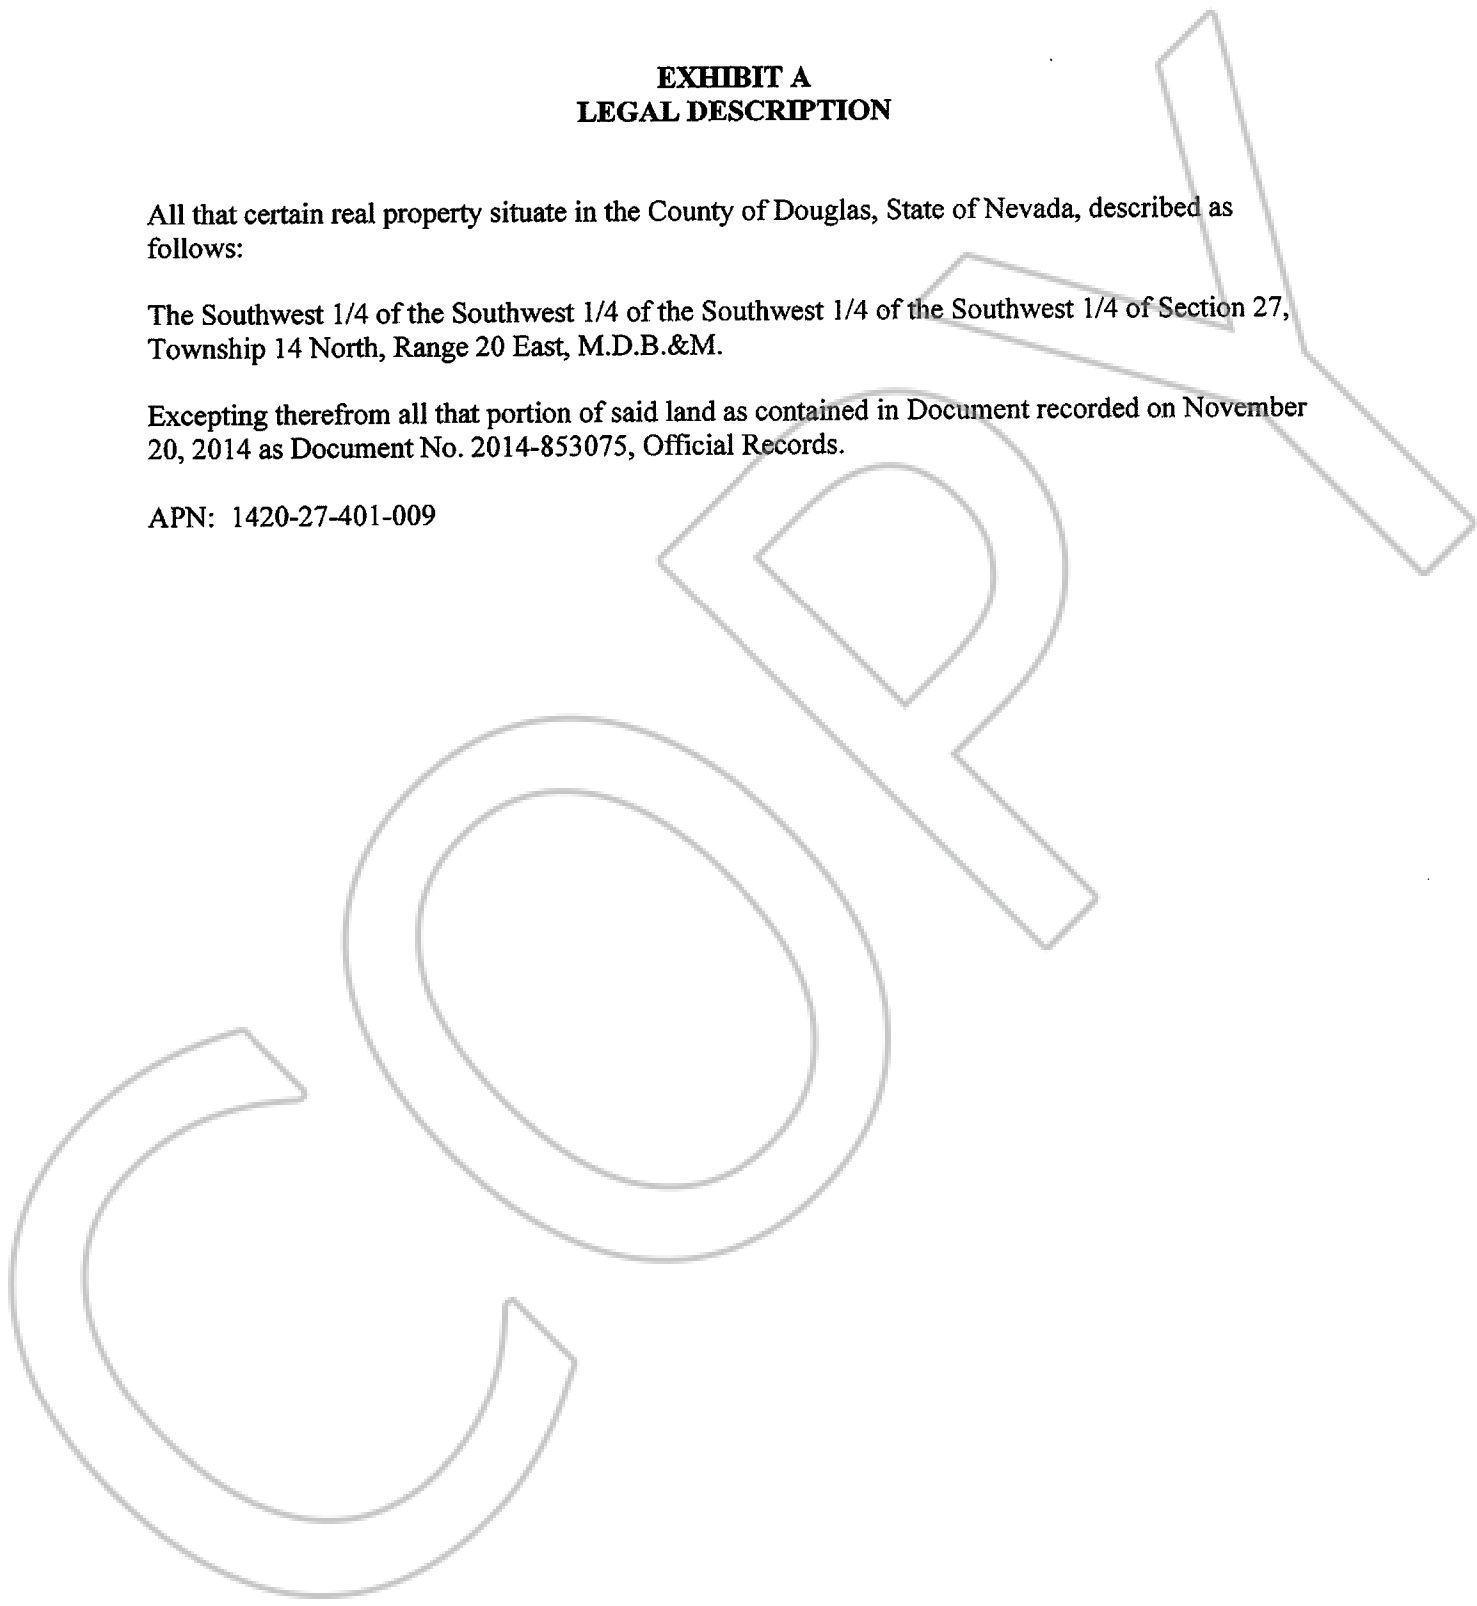 EXHIBIT A
LEGAL DESCRIPTION
All that certain real property situate in the County of Douglas, State of Nevada, described as
follows:
The Southwest 1/4 of the Southwest 1/4 of the Southwest 1/4 of the Southwest 1/4 of Section 27,
Township 14 North, Range 20 East, M.D.B.&M.
Excepting therefrom all that portion of said land as contained in Document recorded on November
20, 2014 as Document No. 2014-853075, Official Records.
APN: 1420-27-401-009
COPY